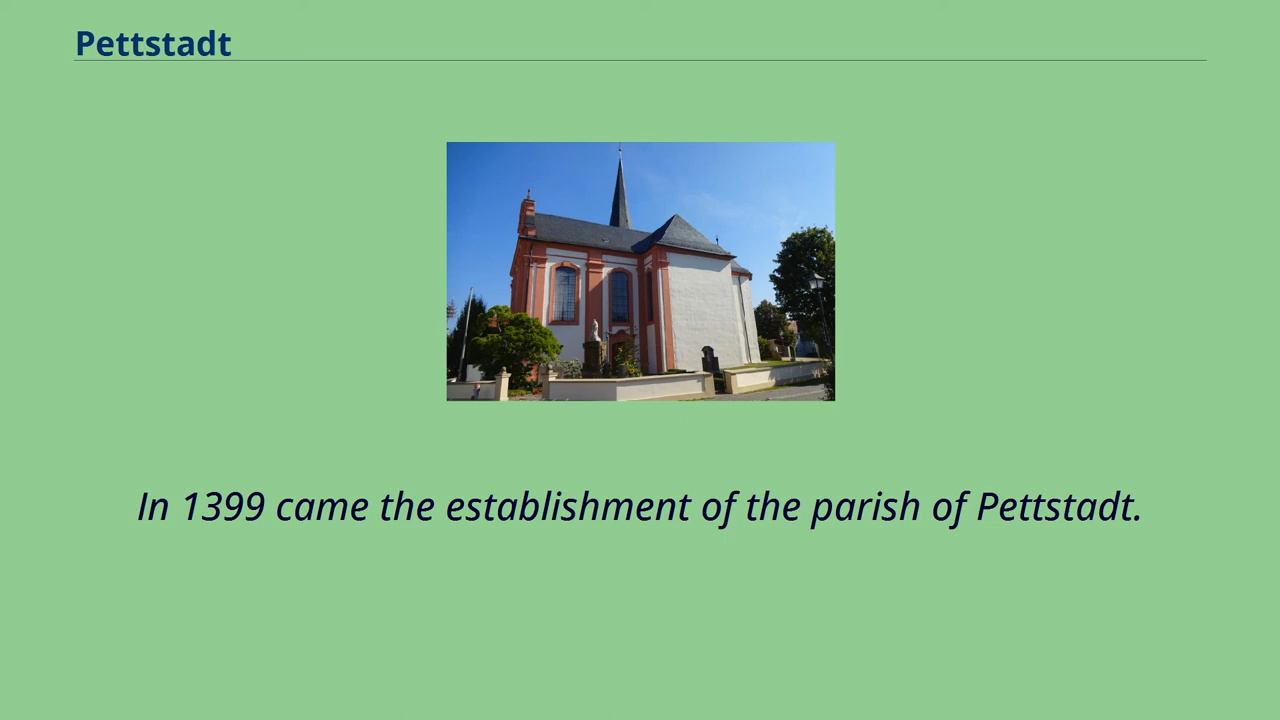 Pettstadt
In 1399 came the establishment of the parish of Pettstadt.